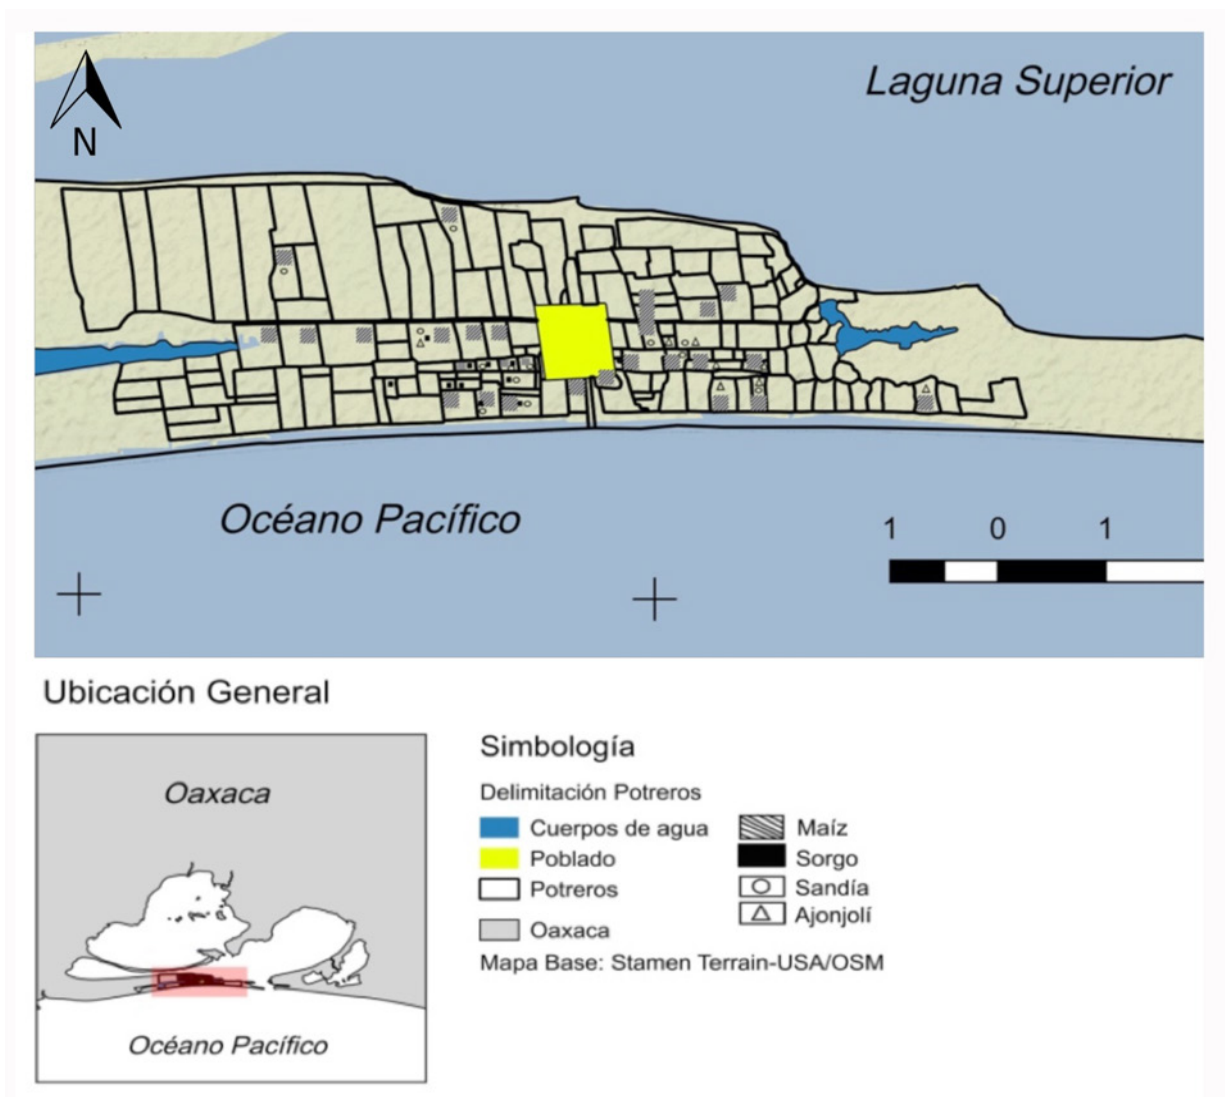 Laguna Superior
N
Océano Pacífico
1 0 1
Ubicación General
Oaxaca
Océano Pacífico
Simbología
Delimitación Potreros
Cuerpos de agua
Poblado
Potreros
Oaxaca
Maíz
Sorgo
Sandía
Ajonjolí
Mapa Base: Stamen Terrain-USA/OSM